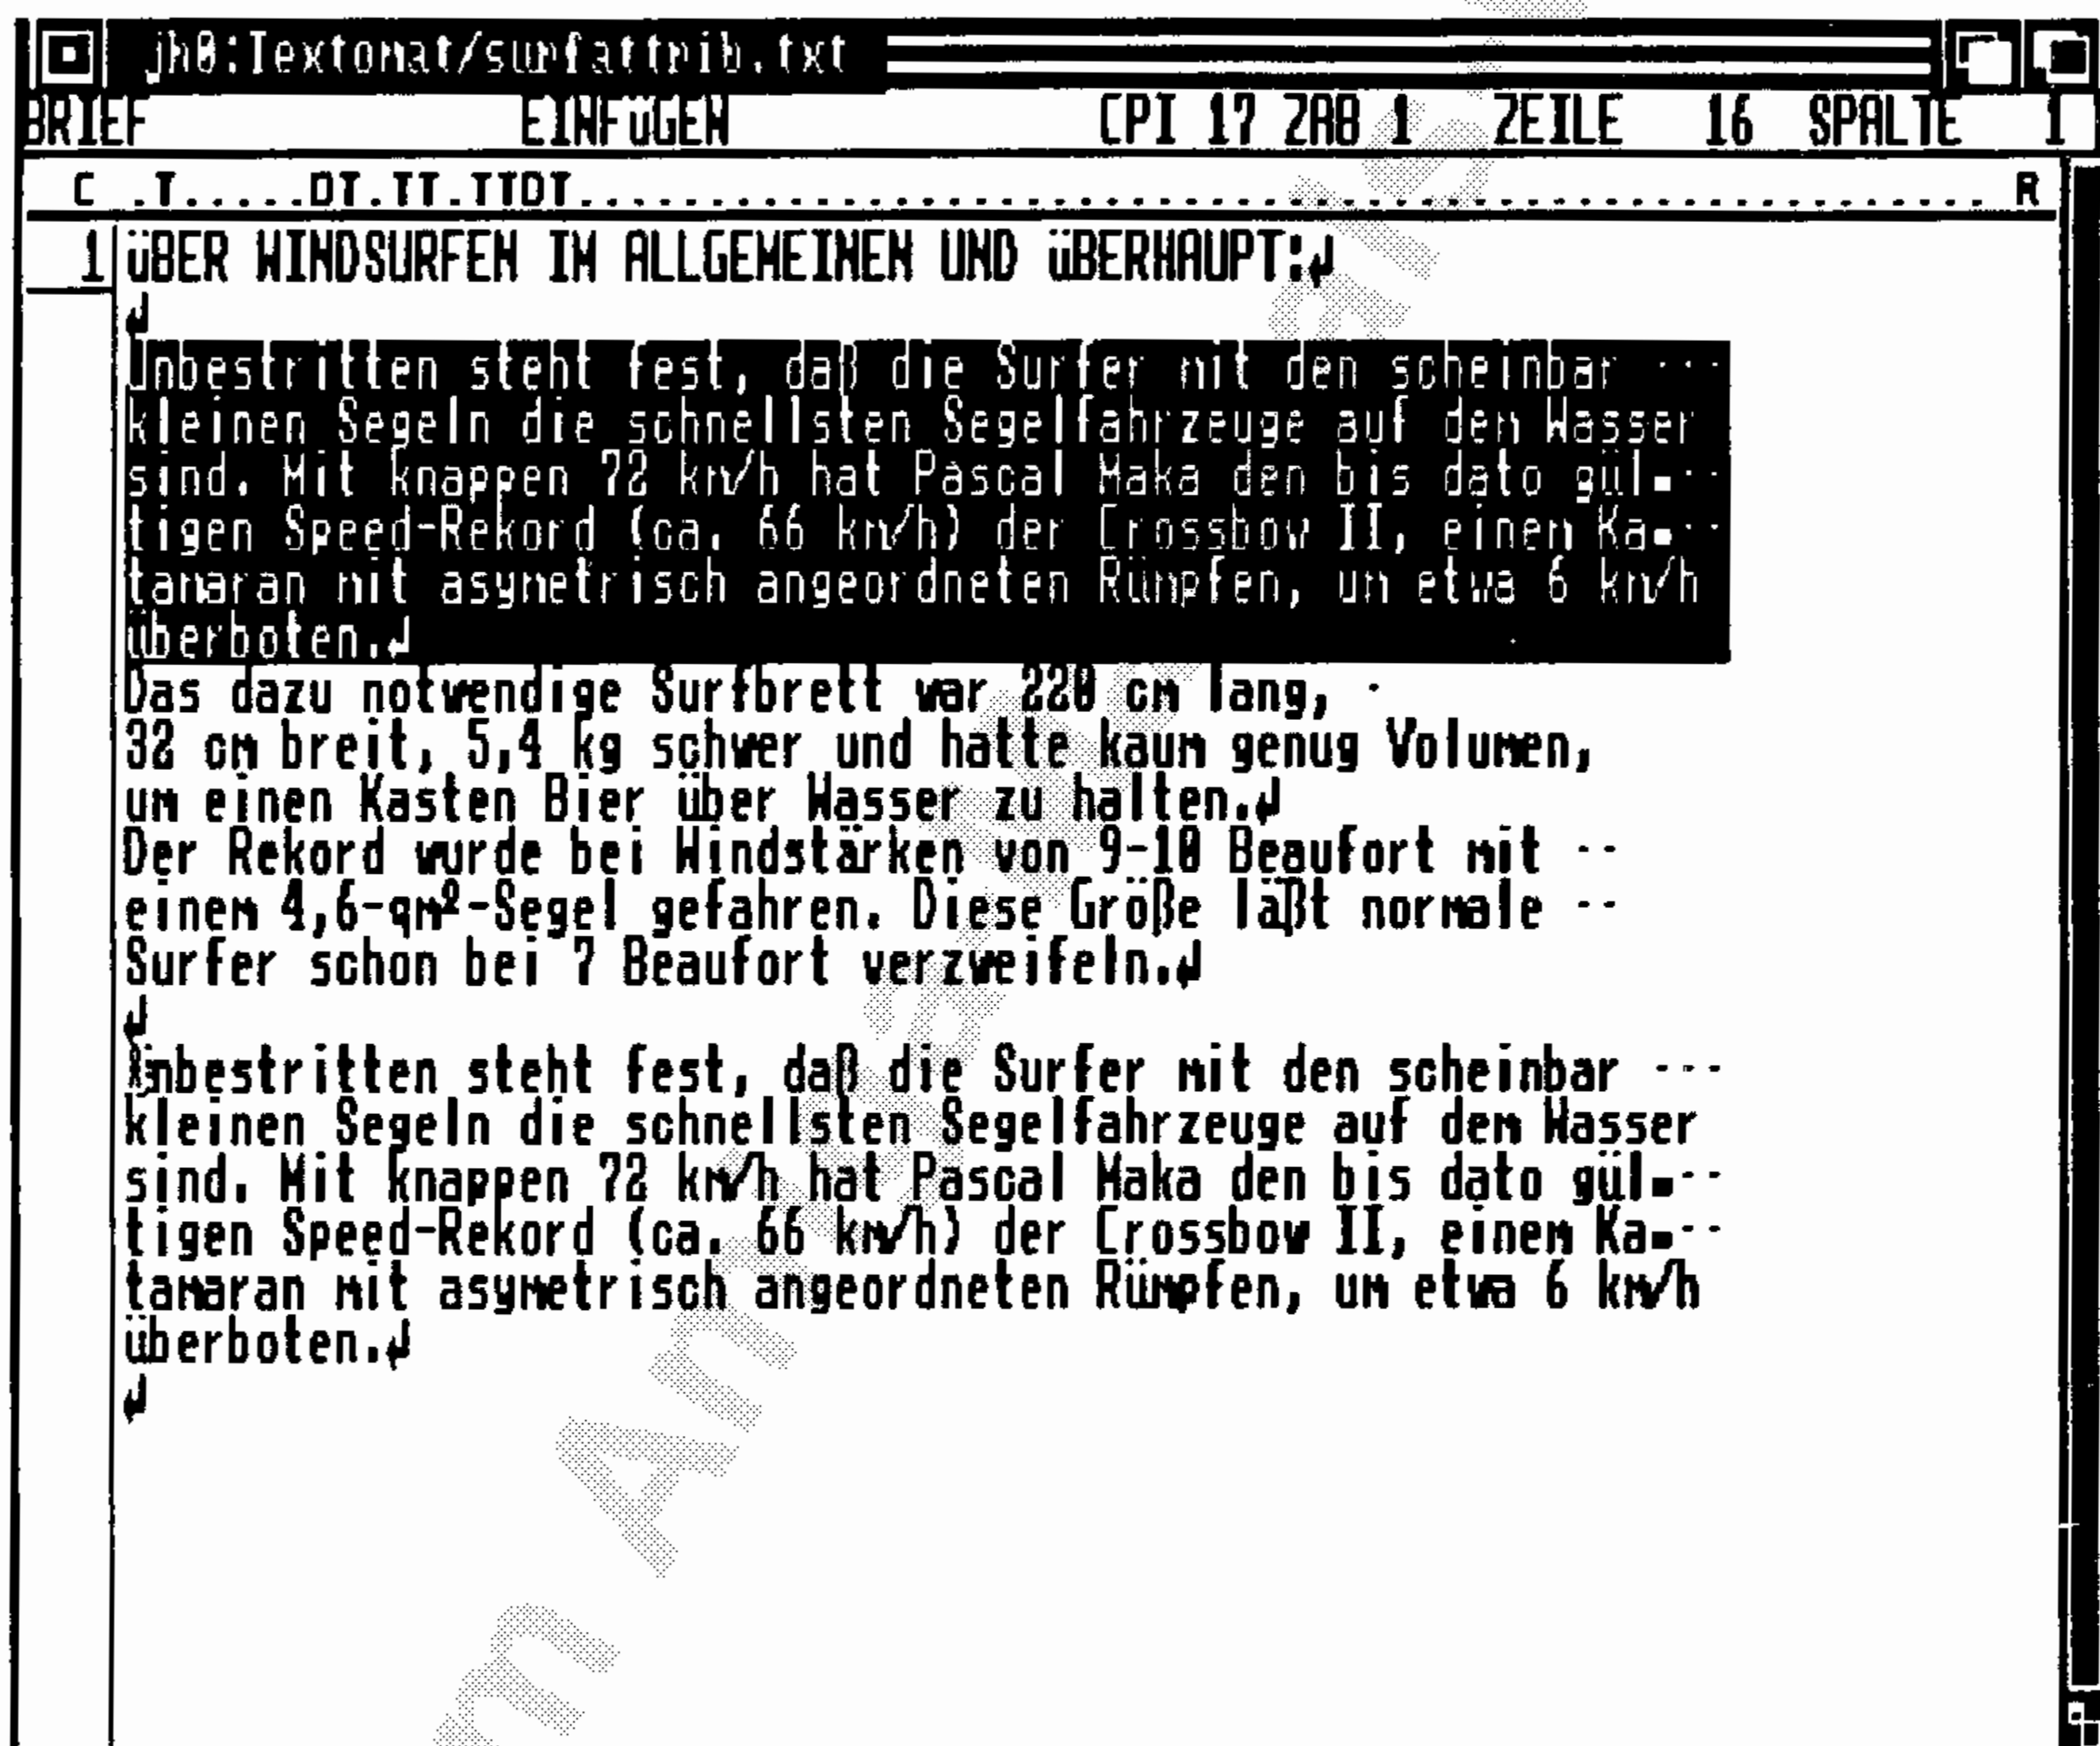 jh0:Textomat/surfattrib.txt
BRIEF EINFüGEN CPI 17 ZAB 1 ZEILE 16 SPALTE 1
C .T.....DT.TT.TTDT...................................................... R
1 üBER WINDSURFEN IM ALLGEMEINEN UND üBERHAUPT:↲
↲
Unbestritten steht fest, daß die Surfer mit den scheinbar ···
kleinen Segeln die schnellsten Segelfahrzeuge auf dem Wasser
sind. Mit knappen 72 km/h hat Pascal Maka den bis dato gül-··
tigen Speed-Rekord (ca. 66 km/h) der Crossbow II, einem Ka-··
tamaran mit asymetrisch angeordneten Rümpfen, um etwa 6 km/h
überboten.↲
Das dazu notwendige Surfbrett war 220 cm lang, ·
32 cm breit, 5,4 kg schwer und hatte kaum genug Volumen,
um einen Kasten Bier über Wasser zu halten.↲
Der Rekord wurde bei Windstärken von 9-10 Beaufort mit ··
einem 4,6-qm²-Segel gefahren. Diese Größe läßt normale ··
Surfer schon bei 7 Beaufort verzweifeln.↲
↲
Unbestritten steht fest, daß die Surfer mit den scheinbar ···
kleinen Segeln die schnellsten Segelfahrzeuge auf dem Wasser
sind. Mit knappen 72 km/h hat Pascal Maka den bis dato gül-··
tigen Speed-Rekord (ca. 66 km/h) der Crossbow II, einem Ka-··
tamaran mit asymetrisch angeordneten Rümpfen, um etwa 6 km/h
überboten.↲
↲